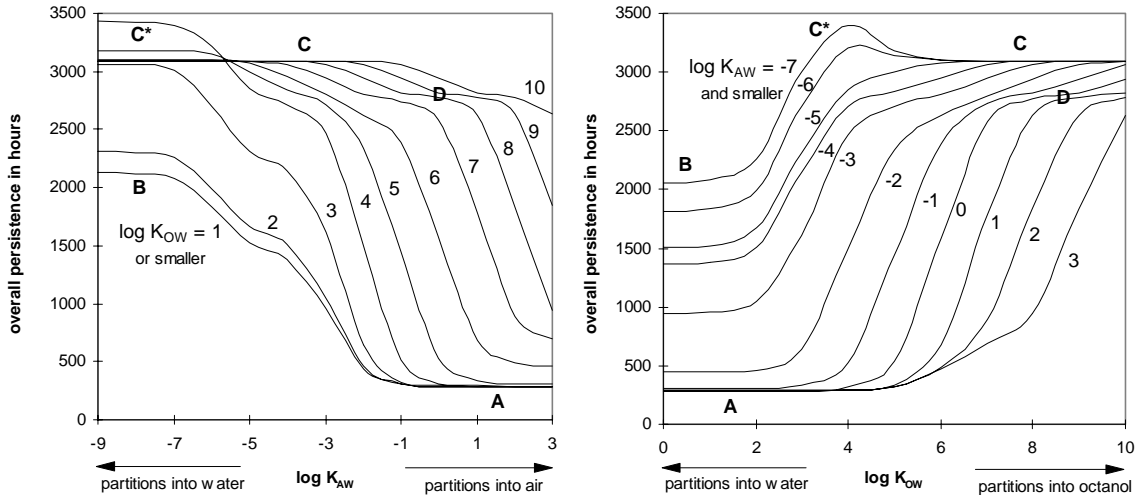 overall persistence in hours
3500
3000
2500
2000
1500
1000
500
0
C*
C
B
D
A
log K_OW = 1
or smaller
2
3
4
5
6
7
8
9
10
-9
-7
-5
-3
-1
1
3
partitions into water
log K_AW
partitions into air
overall persistence in hours
3500
3000
2500
2000
1500
1000
500
0
C*
C
log K_AW = -7
and smaller
B
D
A
-6
-5
-4
-3
-2
-1
0
1
2
3
0
2
4
6
8
10
partitions into water
log K_OW
partitions into octanol